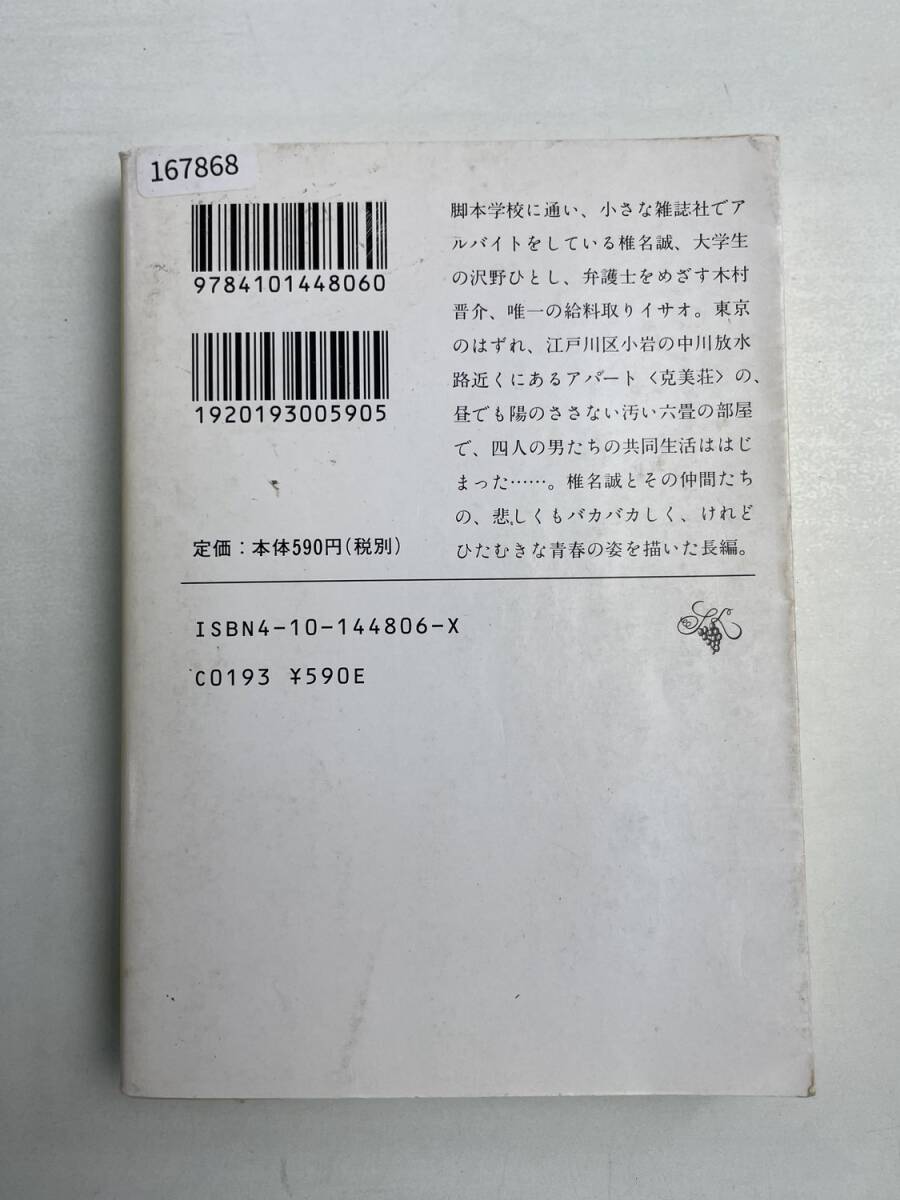 167868
9784101448060
1920193005905
定価：本体590円(税別)
脚本学校に通い、小さな雑誌社でア
ルバイトをしている椎名誠、大学生
の沢野ひとし、弁護士をめざす木村
晋介、唯一の給料取りイサオ。東京
のはずれ、江戸川区小岩の中川放水
路近くにあるアパート〈克美荘〉の、
昼でも陽のささない汚い六畳の部屋
で、四人の男たちの共同生活ははじ
まった……。椎名誠とその仲間たち
の、悲しくもバカバカしく、けれど
ひたむきな青春の姿を描いた長編。
ISBN4-10-144806-X
C0193 ¥590E